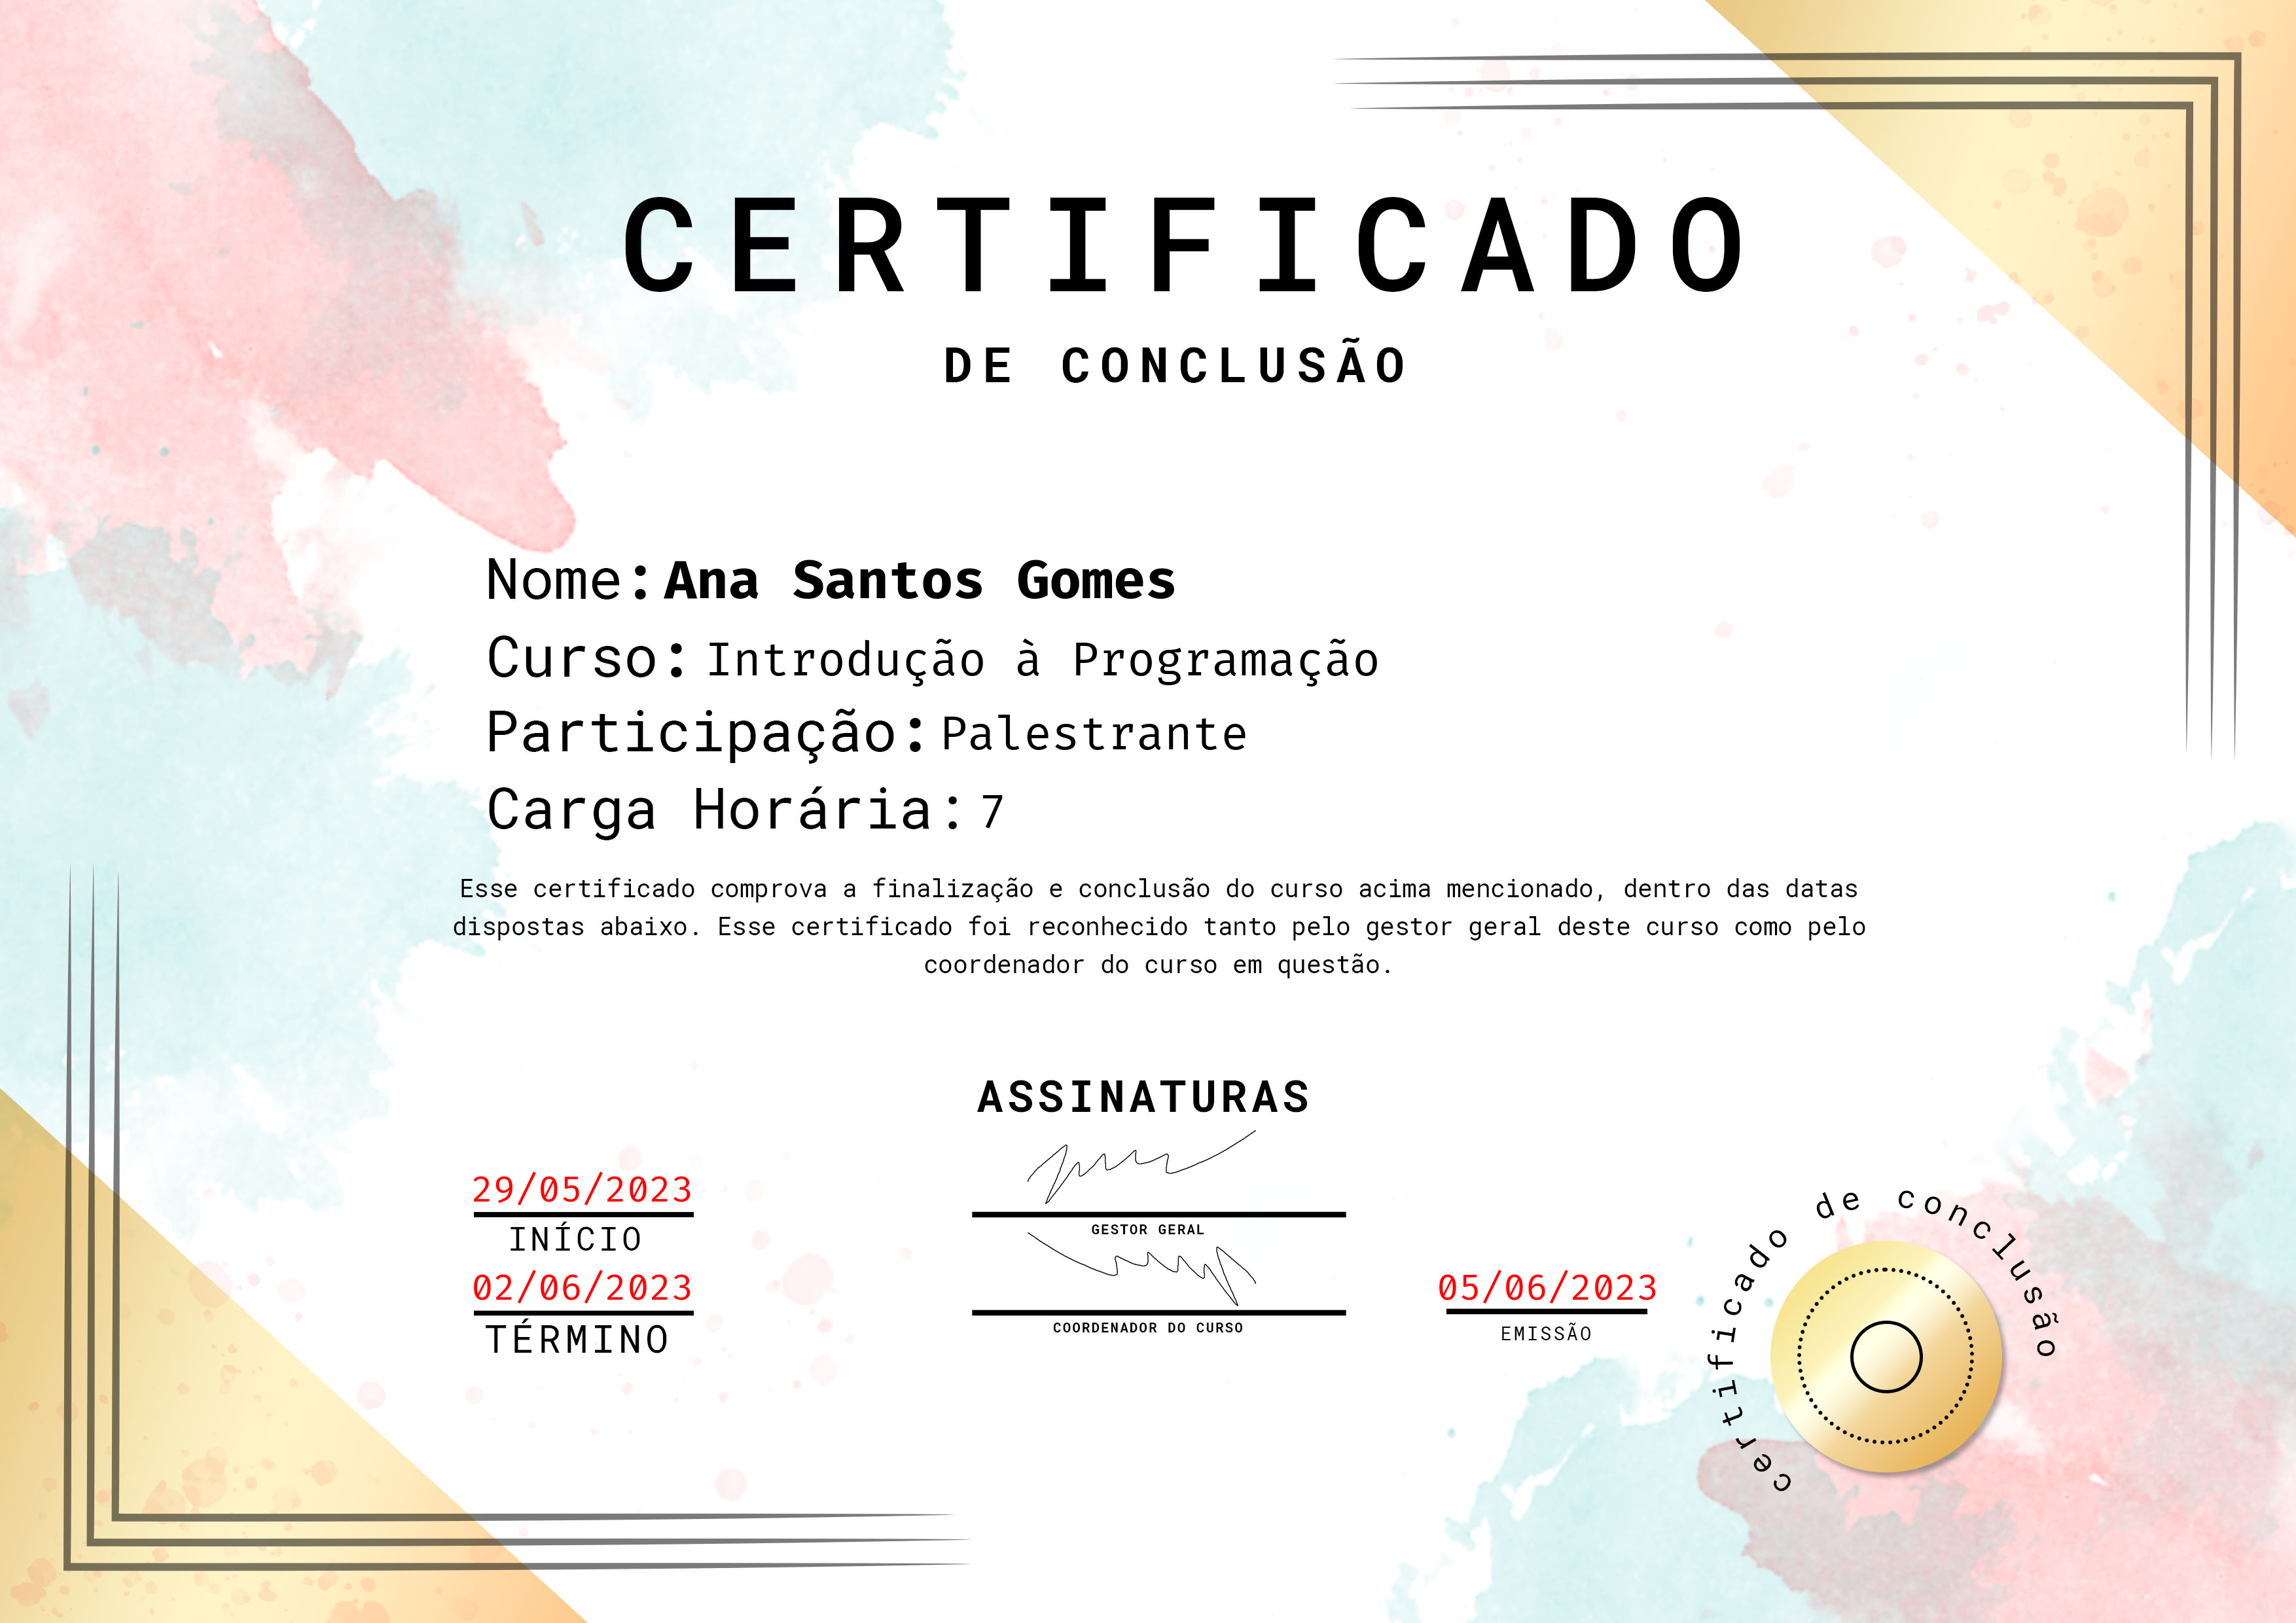 CERTIFICADO
DE CONCLUSÃO
Nome: Ana Santos Gomes
Curso: Introdução à Programação
Participação: Palestrante
Carga Horária: 7
Esse certificado comprova a finalização e conclusão do curso acima mencionado, dentro das datas
dispostas abaixo. Esse certificado foi reconhecido tanto pelo gestor geral deste curso como pelo
coordenador do curso em questão.
ASSINATURAS
29/05/2023
INÍCIO
GESTOR GERAL
02/06/2023
TÉRMINO
COORDENADOR DO CURSO
05/06/2023
EMISSÃO
certificado de conclusão